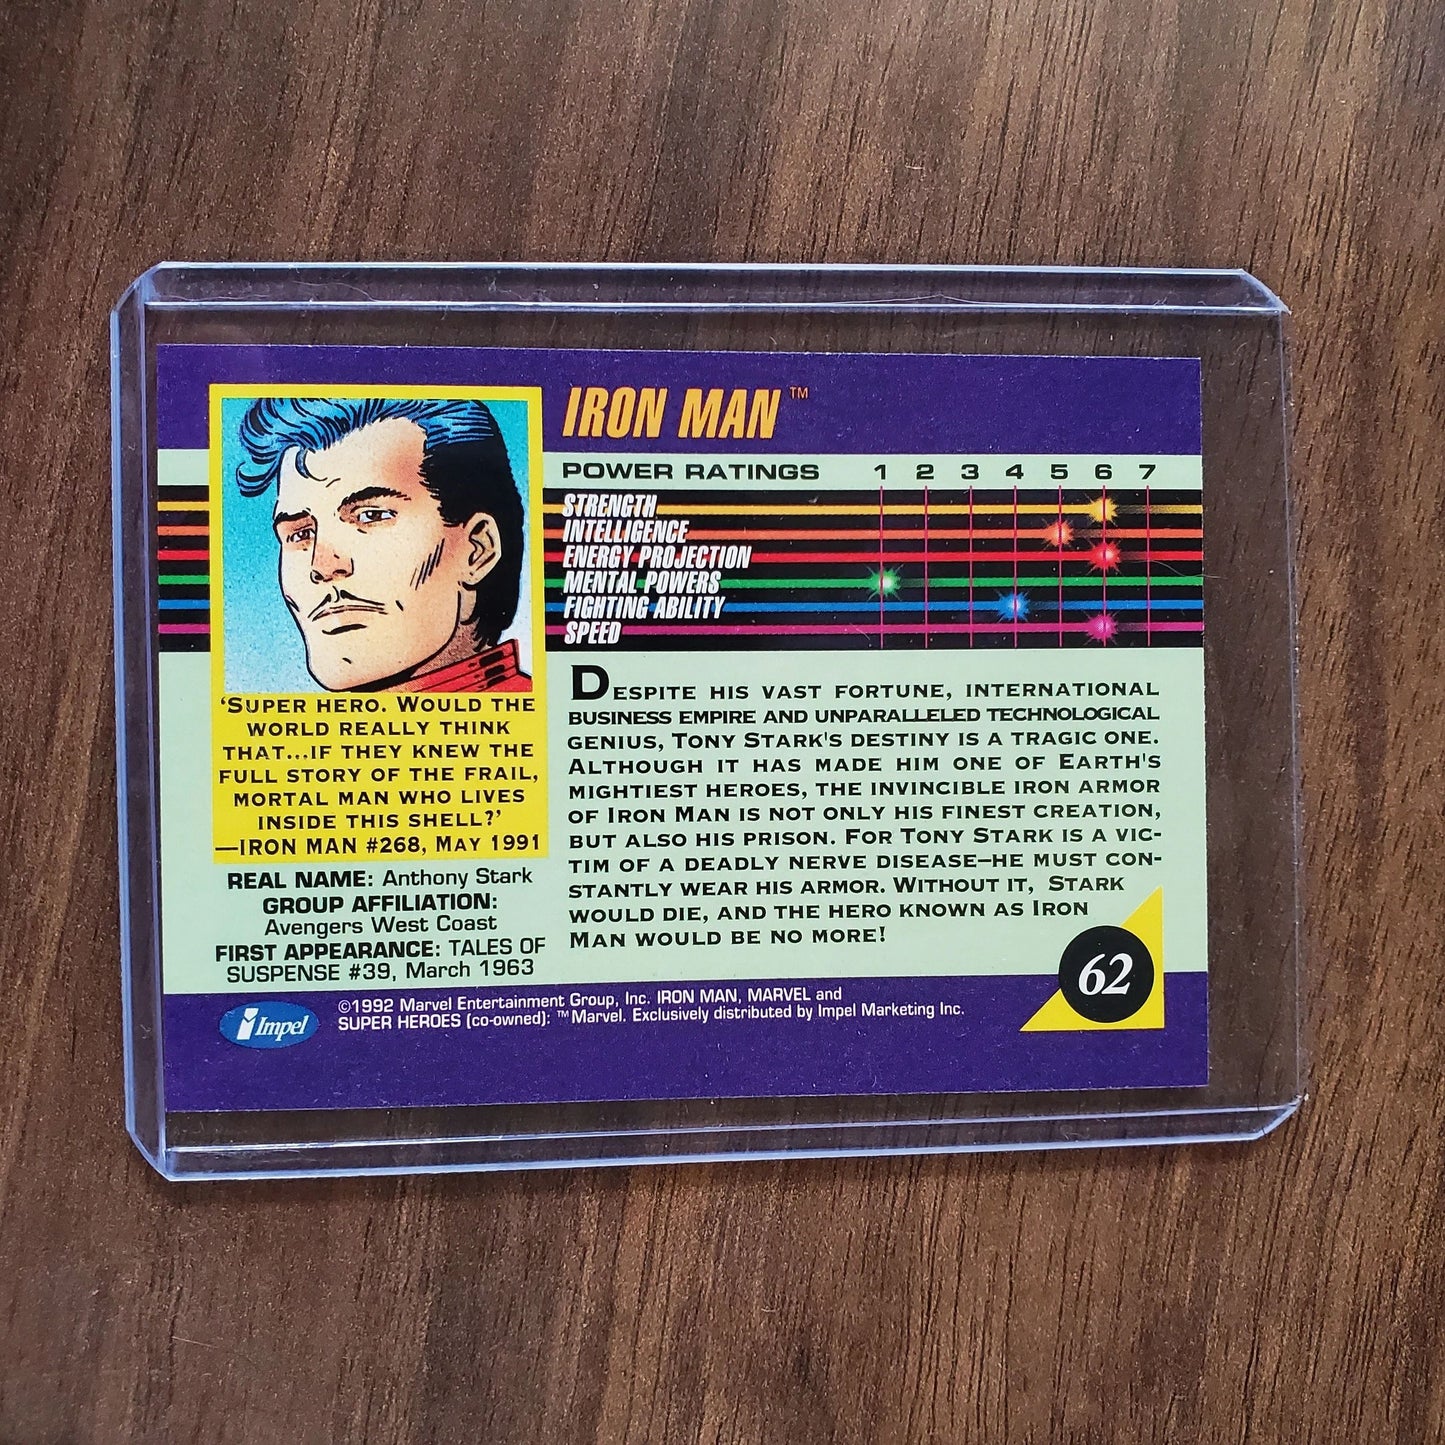 IRON MAN™
POWER RATINGS 1 2 3 4 5 6 7
STRENGTH
INTELLIGENCE
ENERGY PROJECTION
MENTAL POWERS
FIGHTING ABILITY
SPEED
'SUPER HERO. WOULD THE
WORLD REALLY THINK
THAT...IF THEY KNEW THE
FULL STORY OF THE FRAIL,
MORTAL MAN WHO LIVES
INSIDE THIS SHELL?'
—IRON MAN #268, MAY 1991
REAL NAME: Anthony Stark
GROUP AFFILIATION:
Avengers West Coast
FIRST APPEARANCE: TALES OF
SUSPENSE #39, March 1963
DESPITE HIS VAST FORTUNE, INTERNATIONAL
BUSINESS EMPIRE AND UNPARALLELED TECHNOLOGICAL
GENIUS, TONY STARK'S DESTINY IS A TRAGIC ONE.
ALTHOUGH IT HAS MADE HIM ONE OF EARTH'S
MIGHTIEST HEROES, THE INVINCIBLE IRON ARMOR
OF IRON MAN IS NOT ONLY HIS FINEST CREATION,
BUT ALSO HIS PRISON. FOR TONY STARK IS A VIC-
TIM OF A DEADLY NERVE DISEASE—HE MUST CON-
STANTLY WEAR HIS ARMOR. WITHOUT IT, STARK
WOULD DIE, AND THE HERO KNOWN AS IRON
MAN WOULD BE NO MORE!
62
Impel
©1992 Marvel Entertainment Group, Inc. IRON MAN, MARVEL and
SUPER HEROES (co-owned): ™Marvel. Exclusively distributed by Impel Marketing Inc.